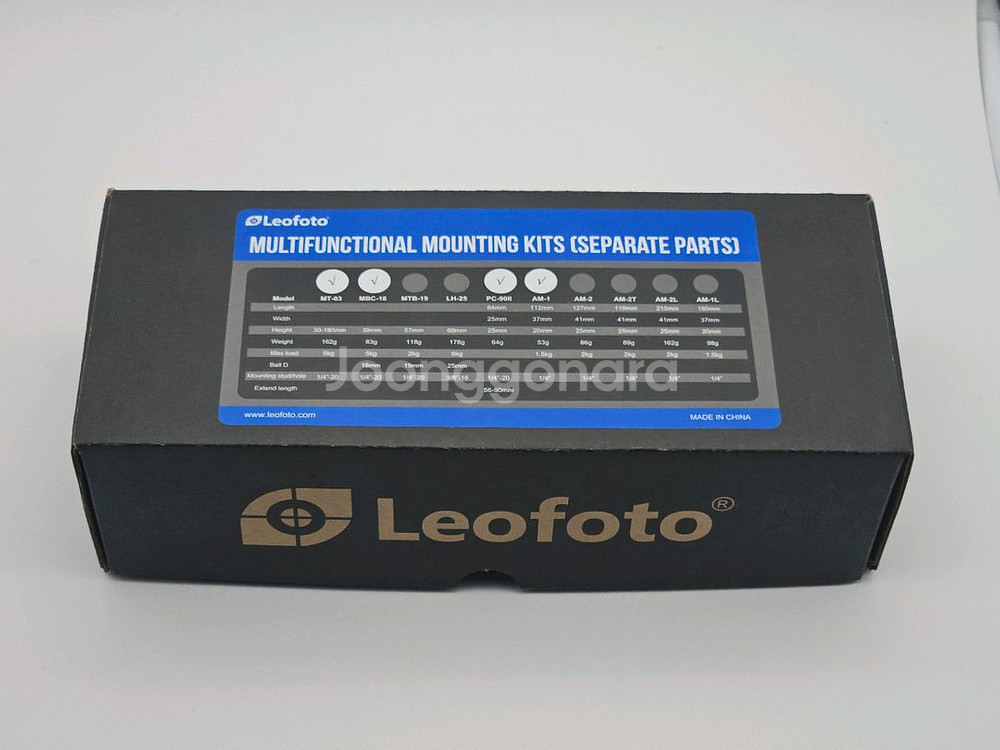 Leofoto
MULTIFUNCTIONAL MOUNTING KITS (SEPARATE PARTS)
√ √ √ √
Model MT-03 MBC-18 MTB-19 LH-25 PC-90II AM-1 AM-2 AM-2T AM-2L AM-1L
Length 84mm 112mm 127mm 119mm 215mm 190mm
Width 25mm 37mm 41mm 41mm 41mm 37mm
Height 30-180mm 39mm 57mm 69mm 25mm 20mm 25mm 25mm 25mm 20mm
Weight 162g 83g 118g 178g 64g 53g 86g 89g 162g 98g
Max load 5kg 5kg 2kg 6kg 1.5kg 2kg 2kg 2kg 1.5kg
Ball D 18mm 19mm 25mm
Joonggonara
Mounting stud/hole 1/4"-20 1/4"-20 1/4"-20 3/8"-16 1/4"-20 1/4" 1/4" 1/4" 1/4" 1/4"
Extend length 56-90mm
www.leofoto.com MADE IN CHINA
Leofoto®